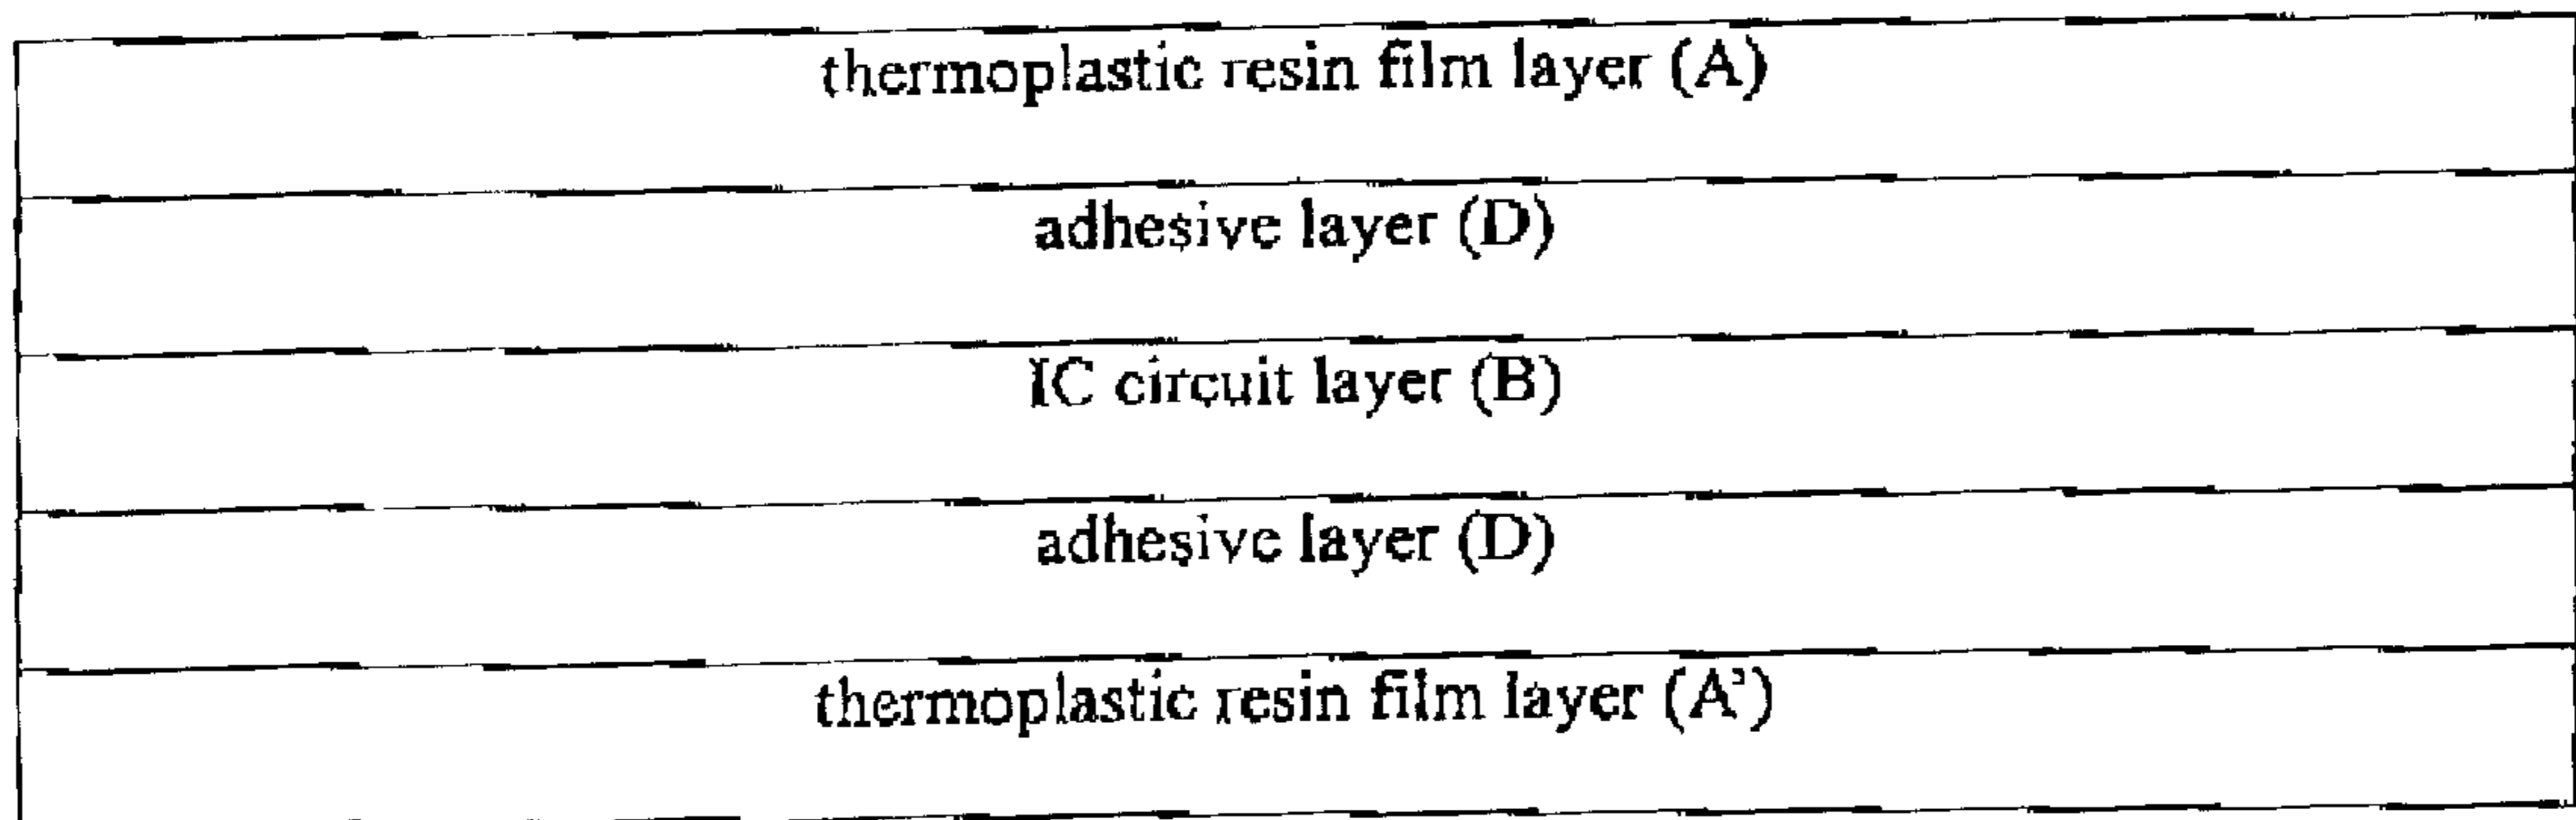 thermoplastic resin film layer (A)
adhesive layer (D)
IC circuit layer (B)
adhesive layer (D)
thermoplastic resin film layer (A')